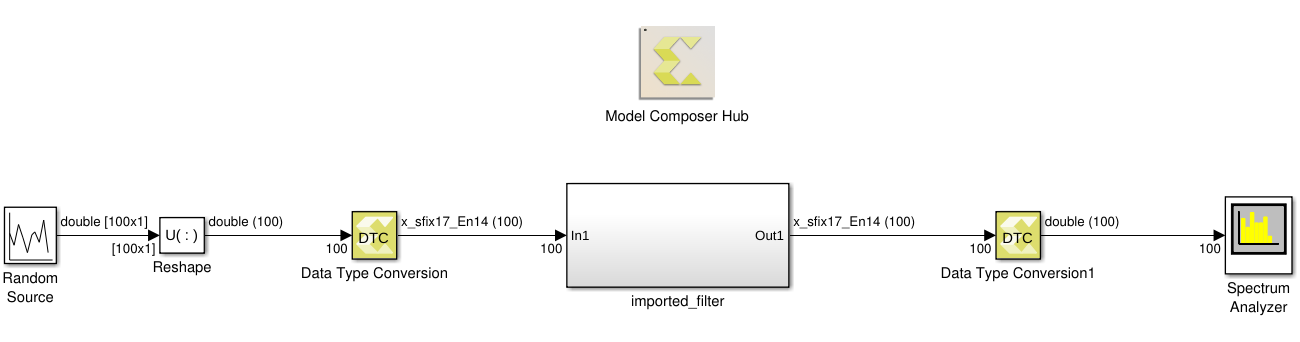 Model Composer Hub
double [100x1]
[100x1]
U( : )
double (100)
100
DTC
x_sfix17_En14 (100)
100
In1
Out1
x_sfix17_En14 (100)
100
DTC
double (100)
100
Random
Source
Reshape
Data Type Conversion
imported_filter
Data Type Conversion1
Spectrum
Analyzer